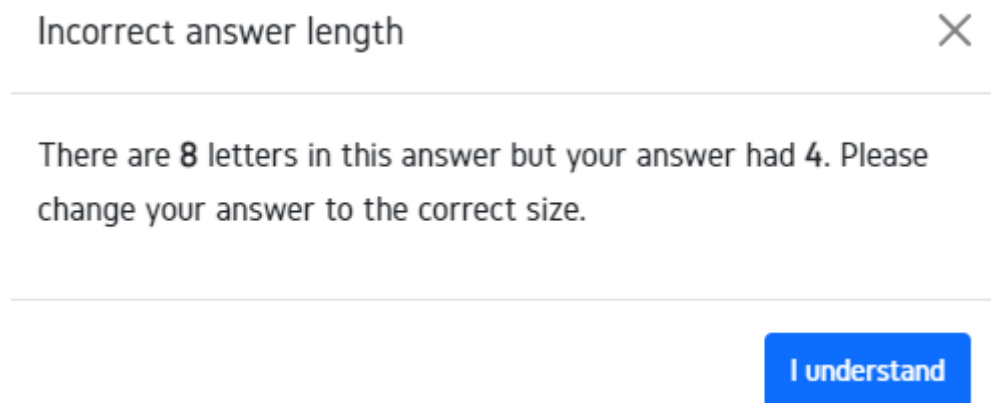 Incorrect answer length
There are 8 letters in this answer but your answer had 4. Please
change your answer to the correct size.
I understand